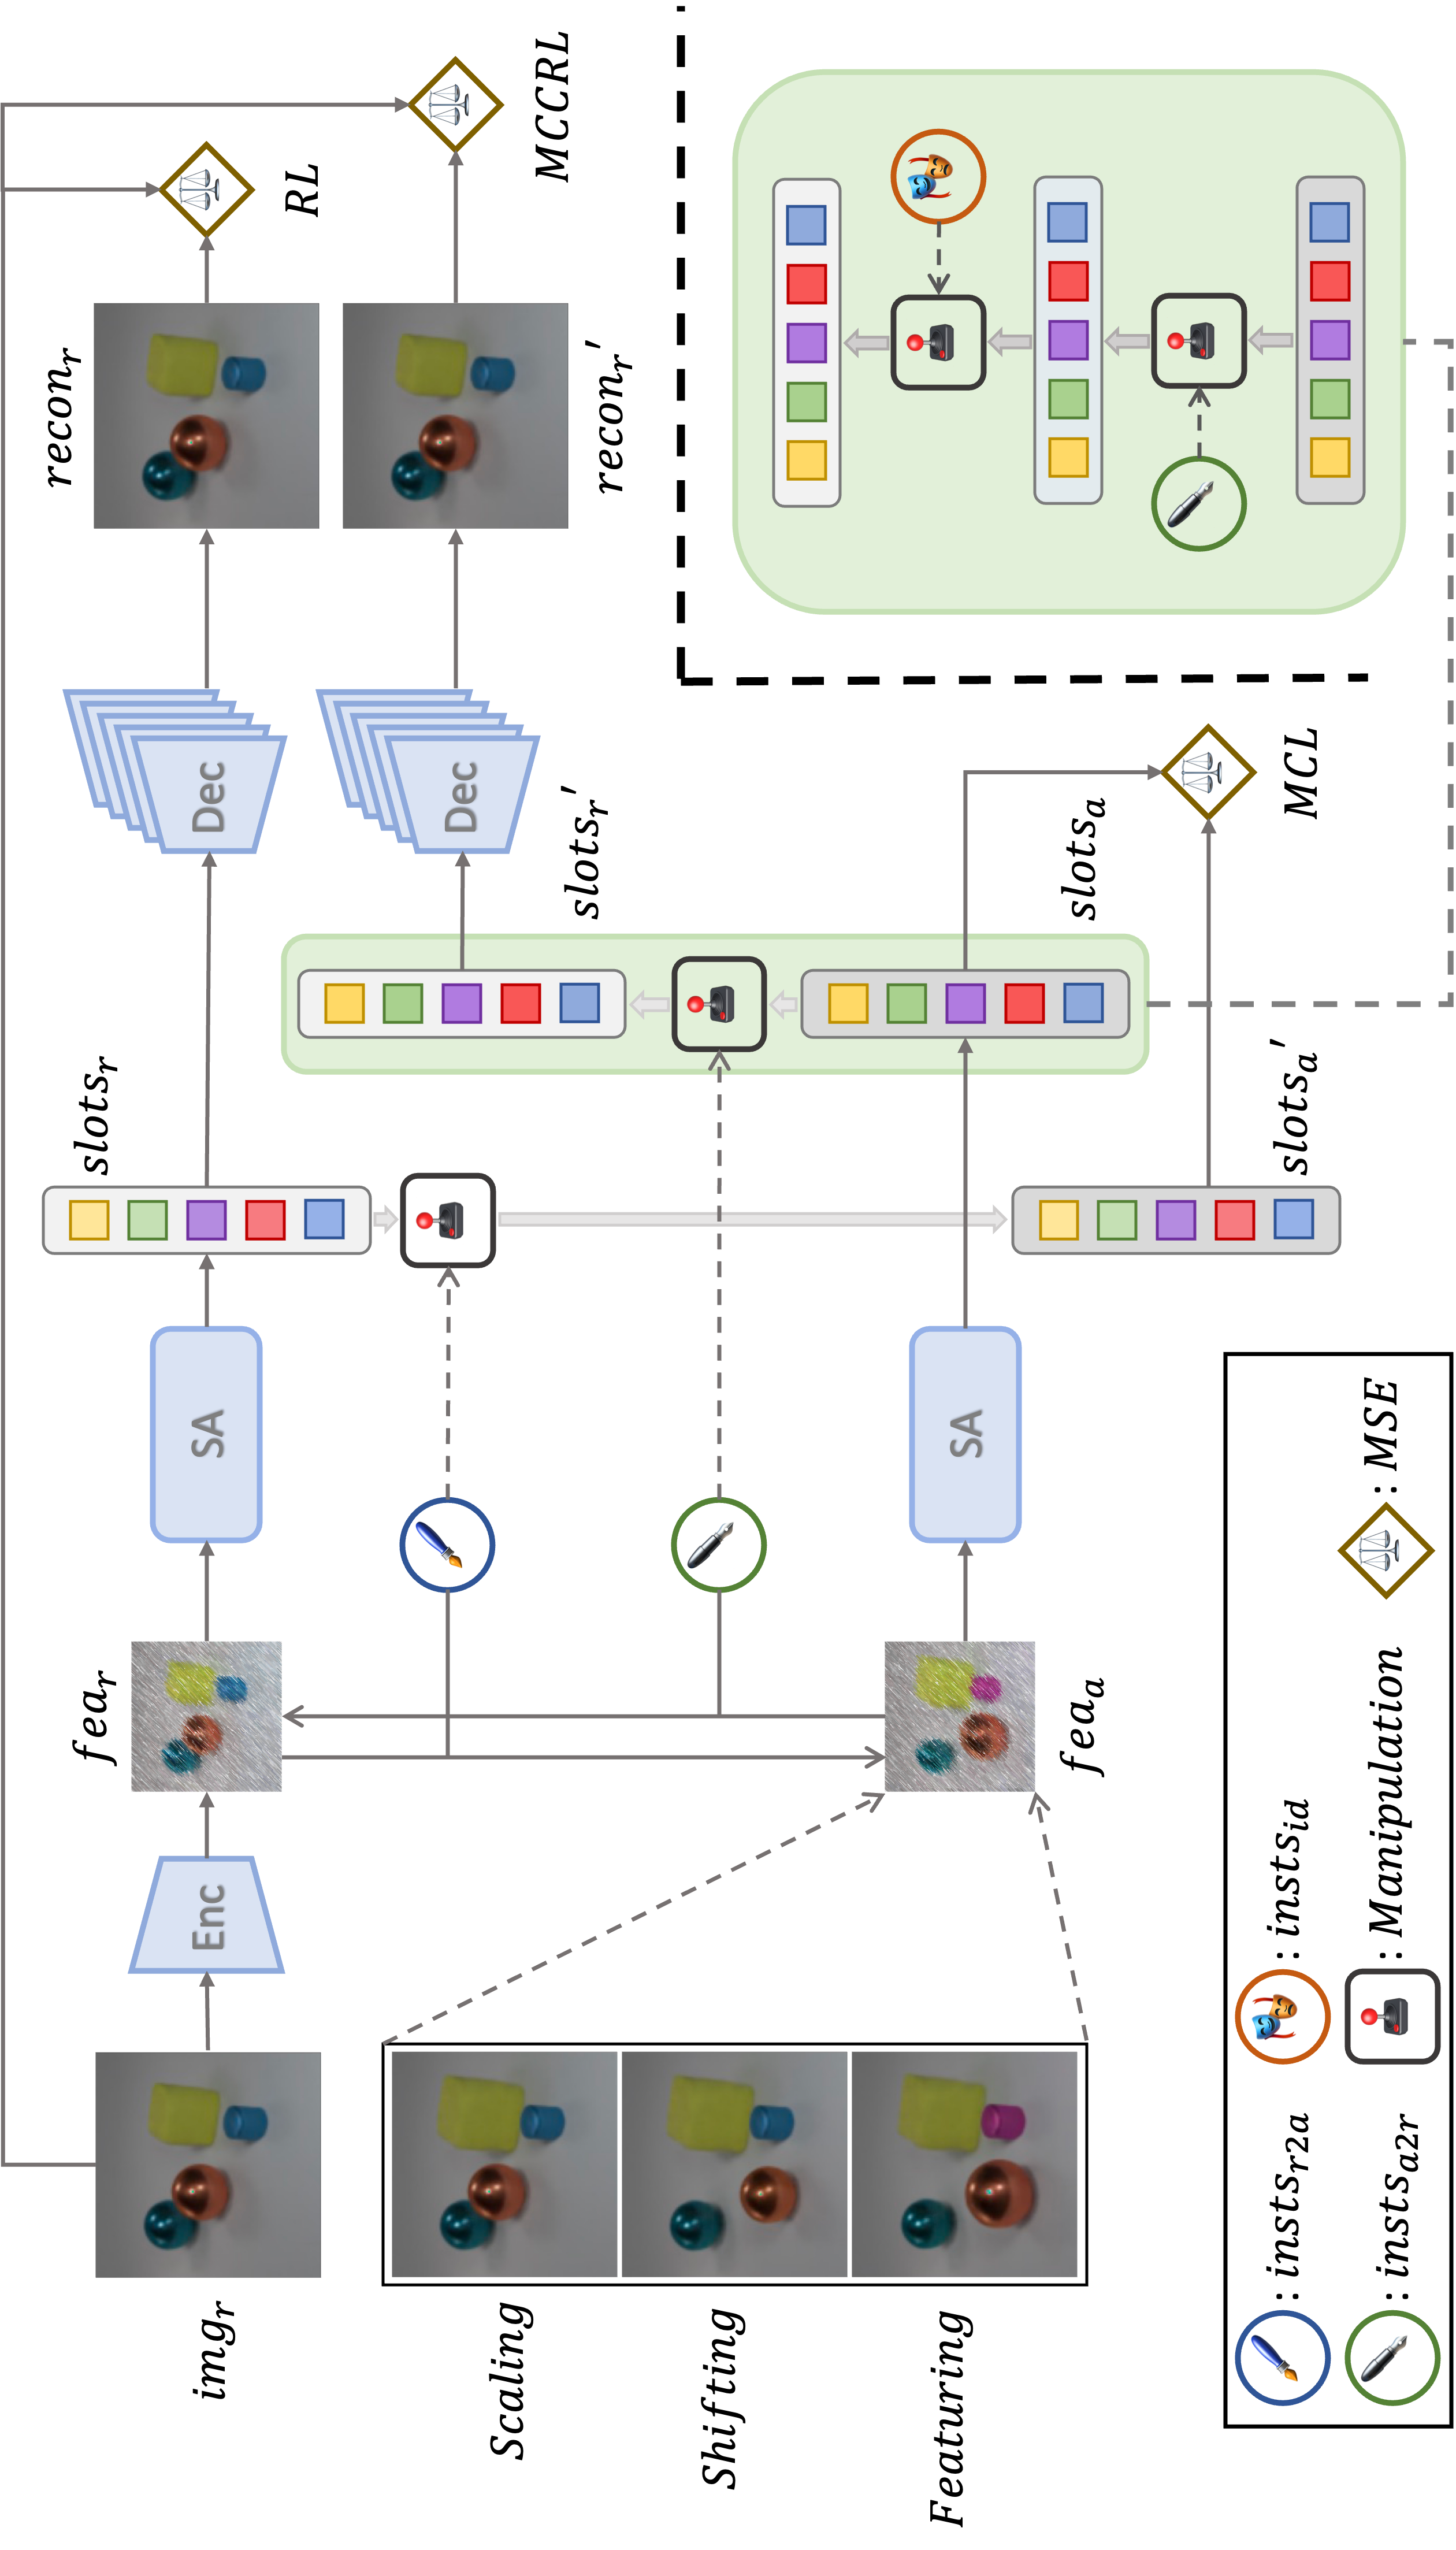 img_r
Enc
fea_r
SA
slots_r
Dec
recon_r
RL
Scaling
Shifting
Featuring
fea_a
SA
slots_a
slots_r'
Dec
recon_r'
MCCRL
slots_a'
MCL
: insts_{r2a}
: insts_{id}
: insts_{a2r}
: Manipulation
: MSE